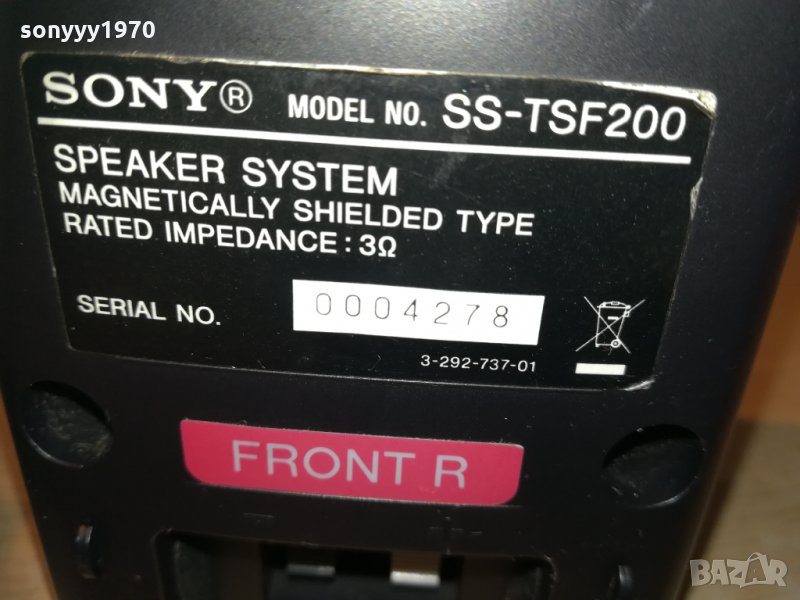 sonyyy1970
SONY® MODEL NO. SS-TSF200
SPEAKER SYSTEM
MAGNETICALLY SHIELDED TYPE
RATED IMPEDANCE : 3Ω
SERIAL NO. 0004278
3-292-737-01
FRONT R
− +
BAZAR